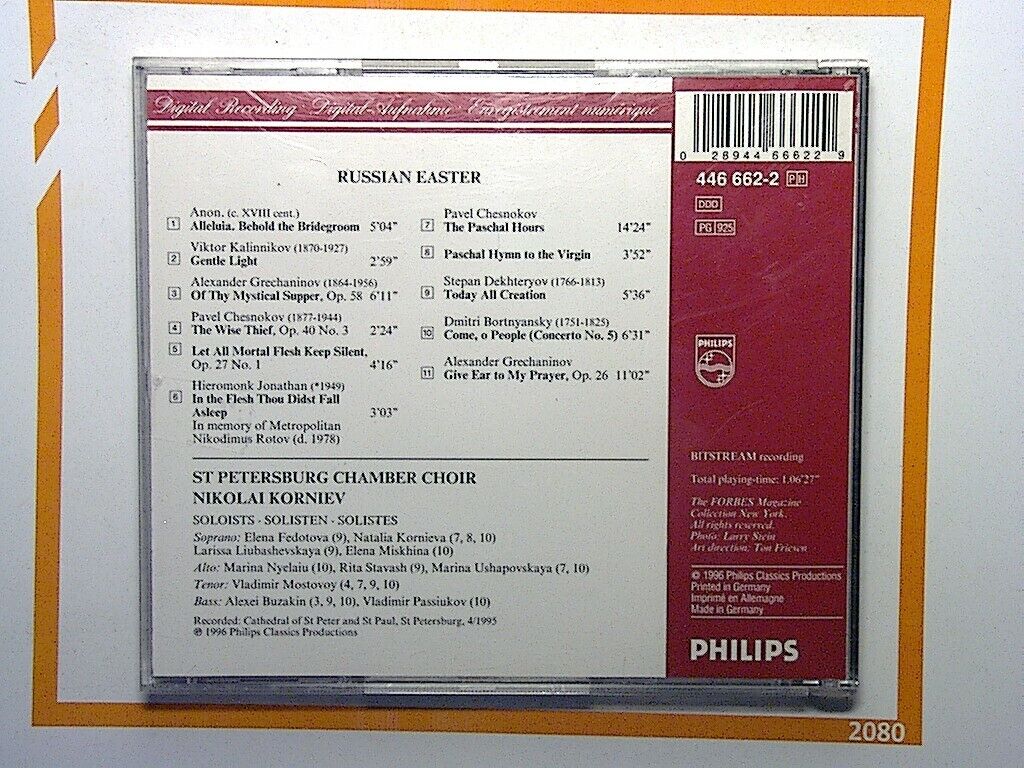 Digital Recording · Digital-Aufnahme · Enregistrement numérique
RUSSIAN EASTER
1 Anon. (c. XVIII cent.)
Alleluia. Behold the Bridegroom 5’04”
Viktor Kalinnikov (1870-1927)
2 Gentle Light 2’59”
Alexander Grechaninov (1864-1956)
3 Of Thy Mystical Supper, Op. 58 6’11”
Pavel Chesnokov (1877-1944)
4 The Wise Thief, Op. 40 No. 3 2’24”
5 Let All Mortal Flesh Keep Silent,
Op. 27 No. 1 4’16”
Hieromonk Jonathan (*1949)
6 In the Flesh Thou Didst Fall
Asleep 3’03”
In memory of Metropolitan
Nikodimus Rotov (d. 1978)
Pavel Chesnokov
7 The Paschal Hours 14’24”
8 Paschal Hymn to the Virgin 3’52”
Stepan Dekhteryov (1766-1813)
9 Today All Creation 5’36”
Dmitri Bortnyansky (1751-1825)
10 Come, o People (Concerto No. 5) 6’31”
Alexander Grechaninov
11 Give Ear to My Prayer, Op. 26 11’02”
ST PETERSBURG CHAMBER CHOIR
NIKOLAI KORNIEV
SOLOISTS · SOLISTEN · SOLISTES
Soprano: Elena Fedotova (9), Natalia Kornieva (7, 8, 10)
Larissa Liubashevskaya (9), Elena Miskhina (10)
Alto: Marina Nyelaiu (10), Rita Stavash (9), Marina Ushapovskaya (7, 10)
Tenor: Vladimir Mostovoy (4, 7, 9, 10)
Bass: Alexei Buzakin (3, 9, 10), Vladimir Passiukov (10)
Recorded: Cathedral of St Peter and St Paul, St Petersburg, 4/1995
℗ 1996 Philips Classics Productions
0 28944 66622 9
446 662-2 PH
DDD
PG 925
PHILIPS
BITSTREAM recording
Total playing-time: 1.06’27”
The FORBES Magazine
Collection New York.
All rights reserved.
Photo: Larry Stein
Art direction: Ton Friesen
© 1996 Philips Classics Productions
Printed in Germany
Imprimé en Allemagne
Made in Germany
PHILIPS
2080